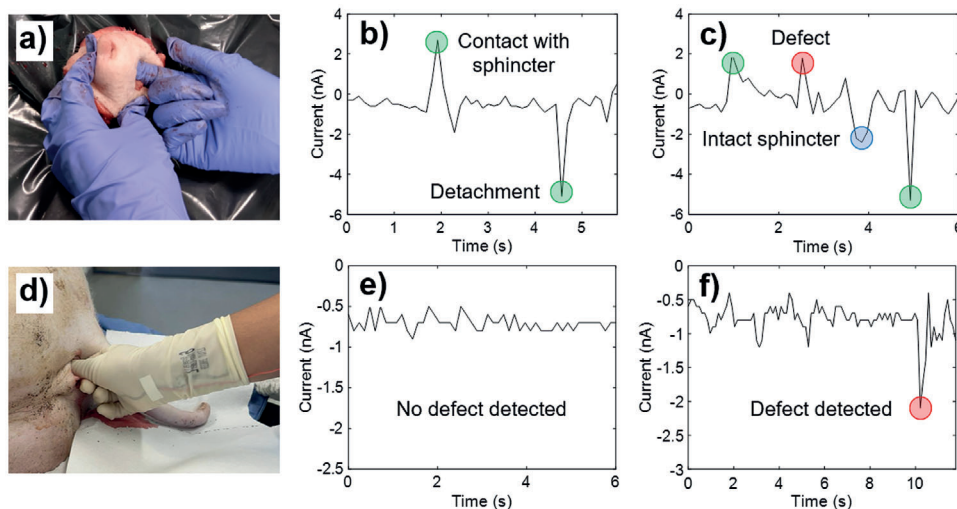 a)
b)
Contact with
sphincter
Detachment
4
2
0
-2
-4
-6
Current (nA)
0
1
2
3
4
5
Time (s)
c)
Defect
Intact sphincter
4
2
0
-2
-4
-6
Current (nA)
0
2
4
6
Time (s)
d)
e)
No defect detected
0
-0.5
-1
-1.5
-2
-2.5
Current (nA)
0
2
4
6
Time (s)
f)
Defect detected
0
-0.5
-1
-1.5
-2
-2.5
-3
Current (nA)
0
2
4
6
8
10
Time (s)